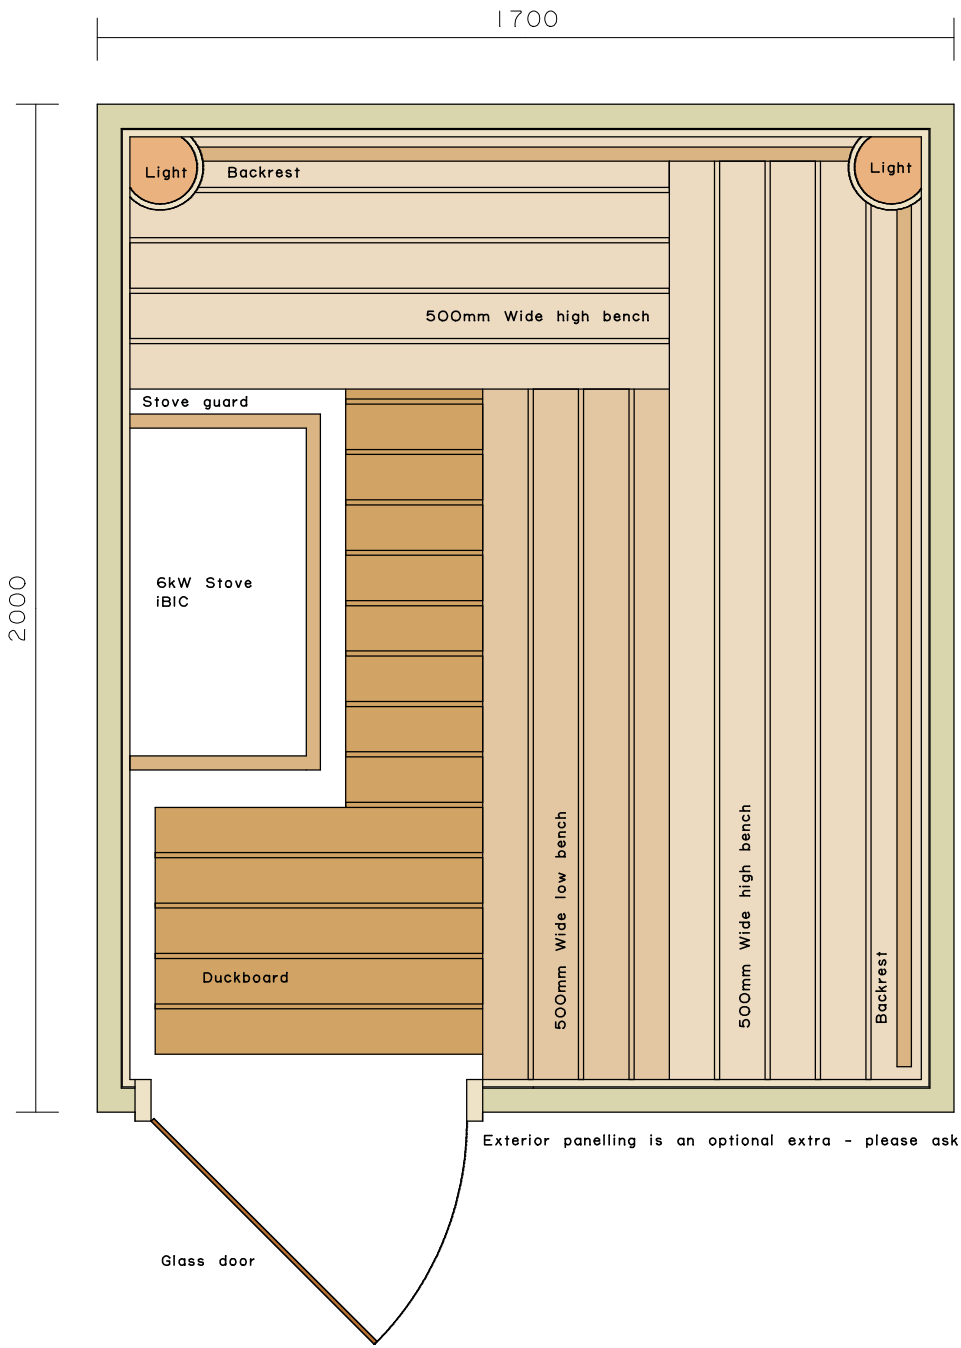 1700
Light
Backrest
Light
500mm Wide high bench
Stove guard
2000
6kW Stove
iBIC
500mm Wide low bench
500mm Wide high bench
Backrest
Duckboard
Exterior panelling is an optional extra - please ask
Glass door